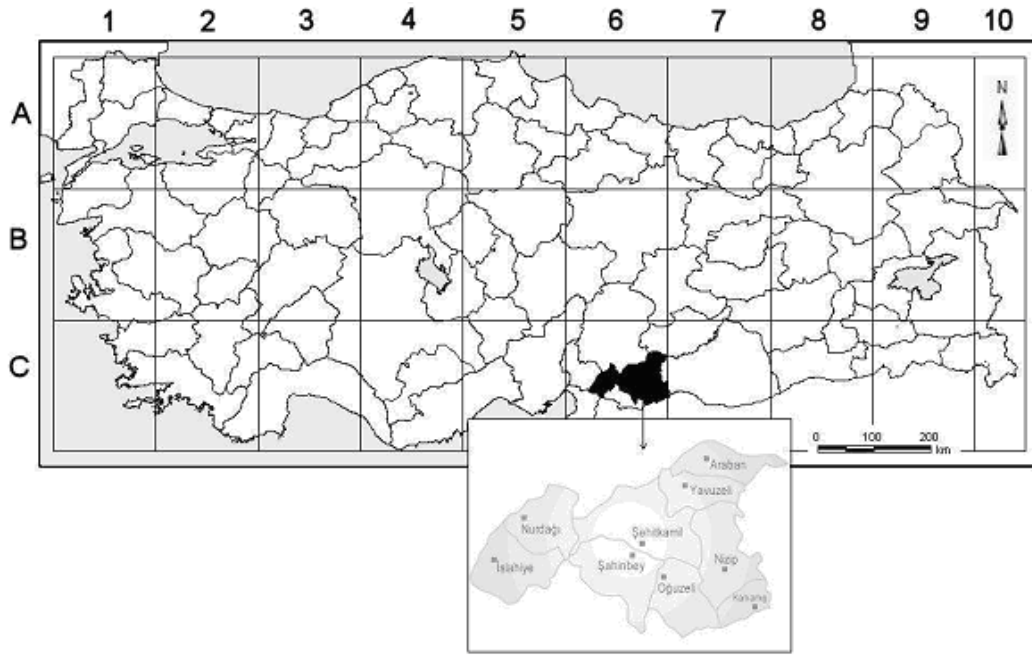 1 2 3 4 5 6 7 8 9 10
A
N
B
C
0 100 200
km
Araban
Yavuzeli
Nurdağı
Şehitkamil
İslahiye
Şahinbey
Nizip
Oğuzeli
Karkamış